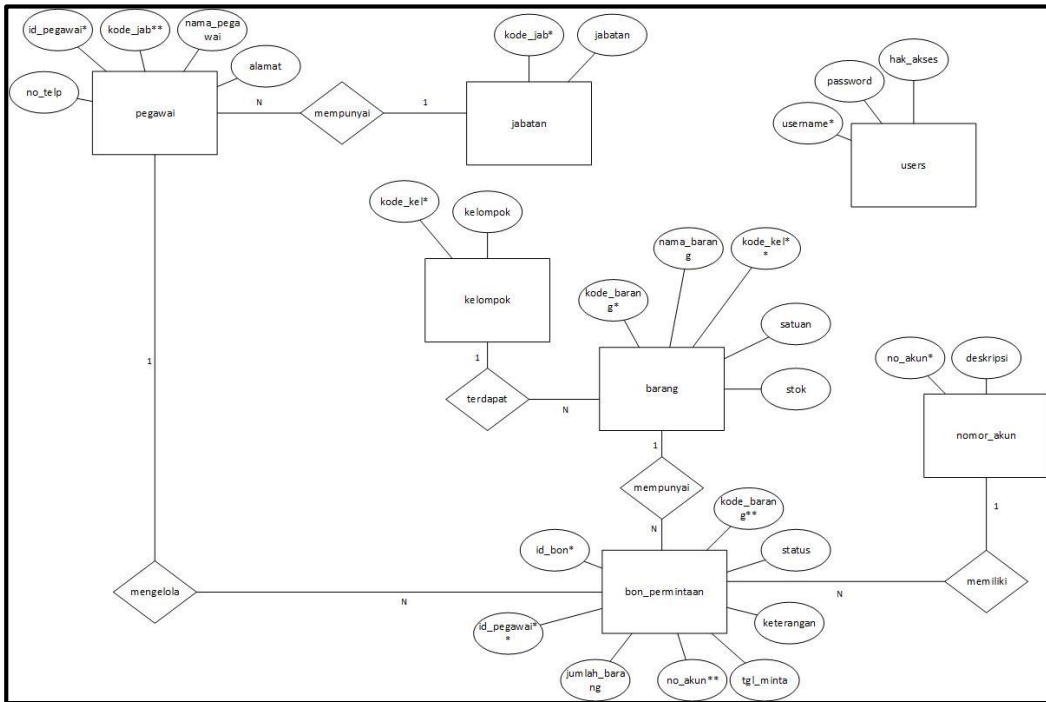 id_pegawai*
kode_jab**
nama_pega
wai
alamat
no_telp
pegawai
N
mempunyai
1
kode_jab*
jabatan
jabatan
hak_akses
password
username*
users
kode_kel*
kelompok
kelompok
1
terdapat
N
nama_baran
g
kode_kel*
*
kode_baran
g*
satuan
stok
barang
no_akun*
deskripsi
nomor_akun
1
1
mempunyai
N
kode_baran
g**
id_bon*
status
1
memiliki
N
bon_permintaan
mengelola
N
id_pegawai*
*
keterangan
jumlah_bara
ng
no_akun**
tgl_minta